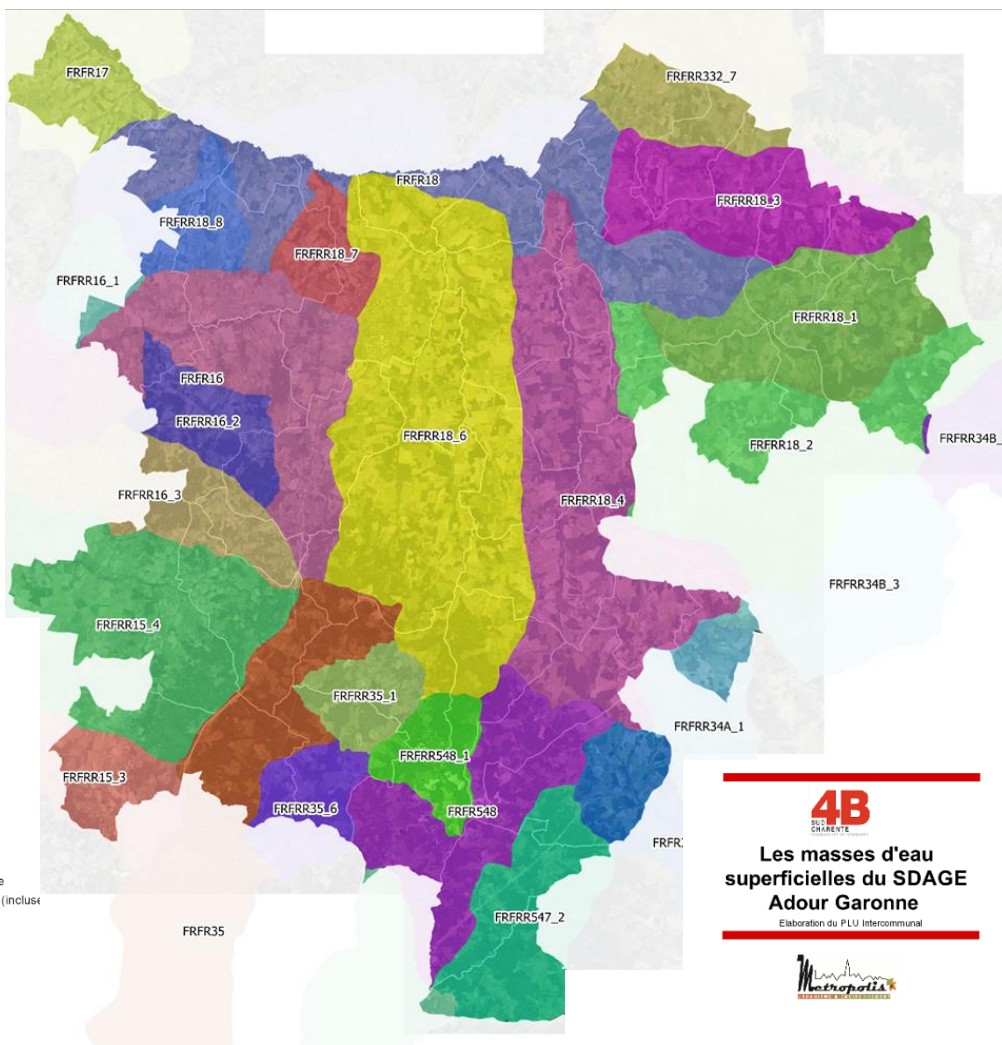 FRFR17
FRFRR332_7
FRFR18
FRFRR18_3
FRFRR18_8
FRFRR18_7
FRFRR16_1
FRFRR18_1
FRFR16
FRFRR16_2
FRFRR18_6
FRFRR18_2
FRFRR34B_
FRFRR16_3
FRFRR18_4
FRFRR34B_3
FRFRR15_4
FRFRR35_1
FRFRR34A_1
FRFRR548_1
FRFRR15_3
FRFRR35_6
FRFR548
4B
SUD
CHARENTE
Les masses d'eau
superficielles du SDAGE
Adour Garonne
Elaboration du PLU Intercommunal
e
(incluse
FRFR35
FRFRR547_2
Metropolis